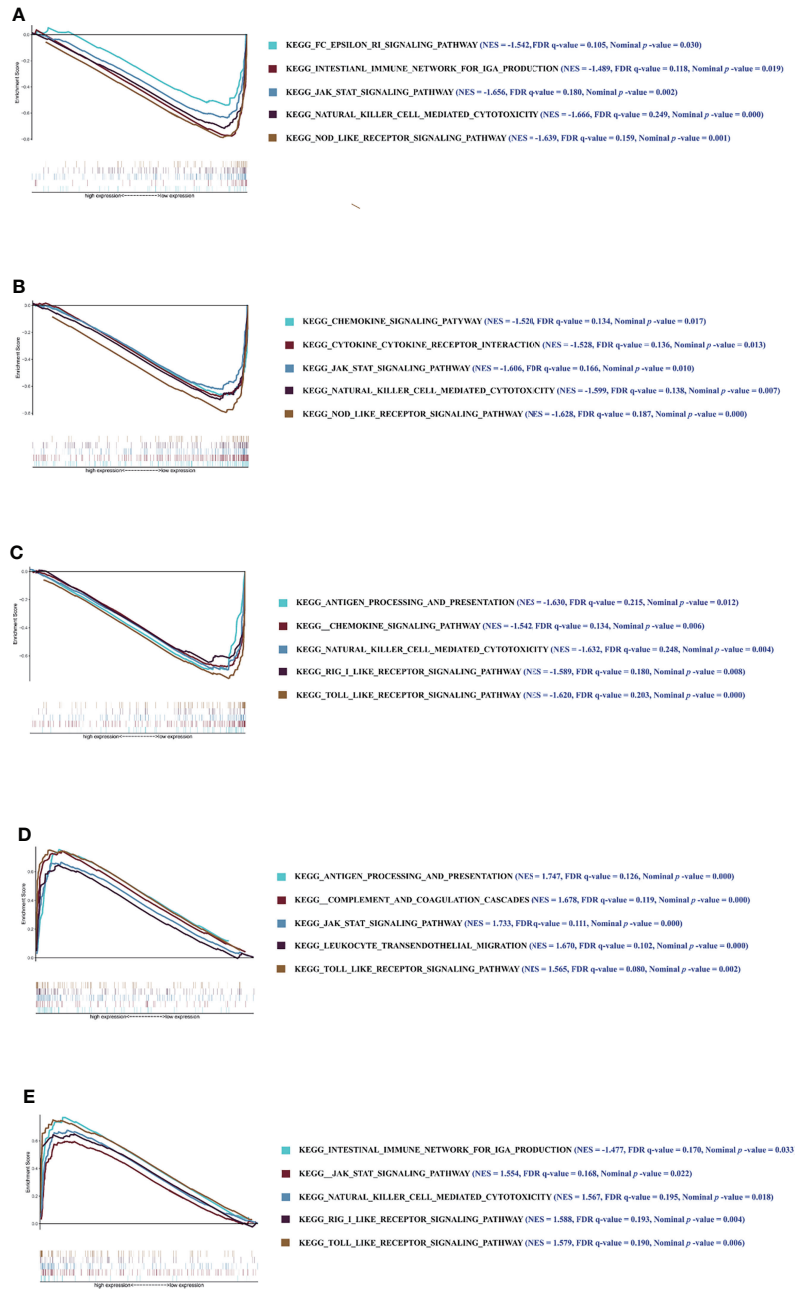 A
KEGG_FC_EPSILON_RI_SIGNALING_PATHWAY (NES = -1.542,FDR q-value = 0.105, Nominal p -value = 0.030)
KEGG_INTESTIANL_IMMUNE_NETWORK_FOR_IGA_PRODUCTION (NES = -1.489, FDR q-value = 0.118, Nominal p -value = 0.019)
KEGG_JAK_STAT_SIGNALING_PATHWAY (NES = -1.656, FDR q-value = 0.180, Nominal p -value = 0.002)
KEGG_NATURAL_KILLER_CELL_MEDIATED_CYTOTOXICITY (NES = -1.666, FDR q-value = 0.249, Nominal p -value = 0.000)
KEGG_NOD_LIKE_RECEPTOR_SIGNALING_PATHWAY (NES = -1.639, FDR q-value = 0.159, Nominal p -value = 0.001)
Enrichment Score
high expression<------------->low expression
B
KEGG_CHEMOKINE_SIGNALING_PATYWAY (NES = -1.520, FDR q-value = 0.134, Nominal p -value = 0.017)
KEGG_CYTOKINE_CYTOKINE_RECEPTOR_INTERACTION (NES = -1.528, FDR q-value = 0.136, Nominal p -value = 0.013)
KEGG_JAK_STAT_SIGNALING_PATHWAY (NES = -1.606, FDR q-value = 0.166, Nominal p -value = 0.010)
KEGG_NATURAL_KILLER_CELL_MEDIATED_CYTOTOXICITY (NES = -1.599, FDR q-value = 0.138, Nominal p -value = 0.007)
KEGG_NOD_LIKE_RECEPTOR_SIGNALING_PATHWAY (NES = -1.628, FDR q-value = 0.187, Nominal p -value = 0.000)
Enrichment Score
high expression<------------->low expression
C
KEGG_ANTIGEN_PROCESSING_AND_PRESENTATION (NES = -1.630, FDR q-value = 0.215, Nominal p -value = 0.012)
KEGG__CHEMOKINE_SIGNALING_PATHWAY (NES = -1.542, FDR q-value = 0.134, Nominal p -value = 0.006)
KEGG_NATURAL_KILLER_CELL_MEDIATED_CYTOTOXICITY (NES = -1.632, FDR q-value = 0.248, Nominal p -value = 0.004)
KEGG_RIG_I_LIKE_RECEPTOR_SIGNALING_PATHWAY (NES = -1.589, FDR q-value = 0.180, Nominal p -value = 0.008)
KEGG_TOLL_LIKE_RECEPTOR_SIGNALING_PATHWAY (NES = -1.620, FDR q-value = 0.203, Nominal p -value = 0.000)
Enrichment Score
high expression<------------->low expression
D
KEGG_ANTIGEN_PROCESSING_AND_PRESENTATION (NES = 1.747, FDR q-value = 0.126, Nominal p -value = 0.000)
KEGG__COMPLEMENT_AND_COAGULATION_CASCADES (NES = 1.678, FDR q-value = 0.119, Nominal p -value = 0.000)
KEGG_JAK_STAT_SIGNALING_PATHWAY (NES = 1.733, FDR q-value = 0.111, Nominal p -value = 0.000)
KEGG_LEUKOCYTE_TRANSENDOTHELIAL_MIGRATION (NES = 1.670, FDR q-value = 0.102, Nominal p -value = 0.000)
KEGG_TOLL_LIKE_RECEPTOR_SIGNALING_PATHWAY (NES = 1.565, FDR q-value = 0.080, Nominal p -value = 0.002)
Enrichment Score
high expression<------------->low expression
E
KEGG_INTESTINAL_IMMUNE_NETWORK_FOR_IGA_PRODUCTION (NES = -1.477, FDR q-value = 0.170, Nominal p -value = 0.033
KEGG__JAK_STAT_SIGNALING_PATHWAY (NES = 1.554, FDR q-value = 0.168, Nominal p -value = 0.022)
KEGG_NATURAL_KILLER_CELL_MEDIATED_CYTOTOXICITY (NES = 1.567, FDR q-value = 0.195, Nominal p -value = 0.018)
KEGG_RIG_I_LIKE_RECEPTOR_SIGNALING_PATHWAY (NES = 1.588, FDR q-value = 0.193, Nominal p -value = 0.004)
KEGG_TOLL_LIKE_RECEPTOR_SIGNALING_PATHWAY (NES = 1.579, FDR q-value = 0.190, Nominal p -value = 0.006)
Enrichment Score
high expression<------------->low expression